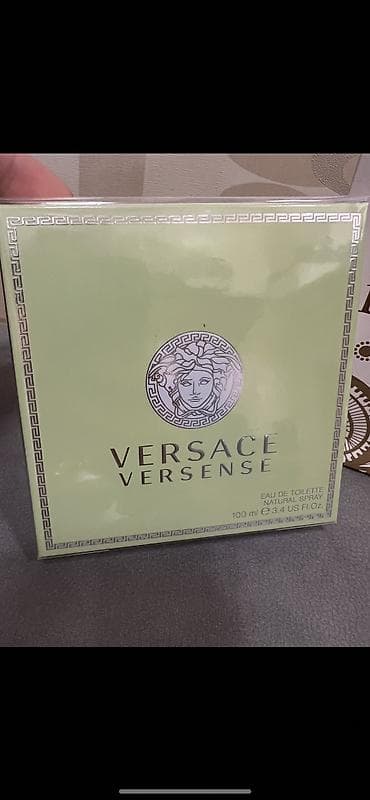 VERSACE
VERSENSE
EAU DE TOILETTE
NATURAL SPRAY
100 ml ℮ 3.4 US Fl.Oz.